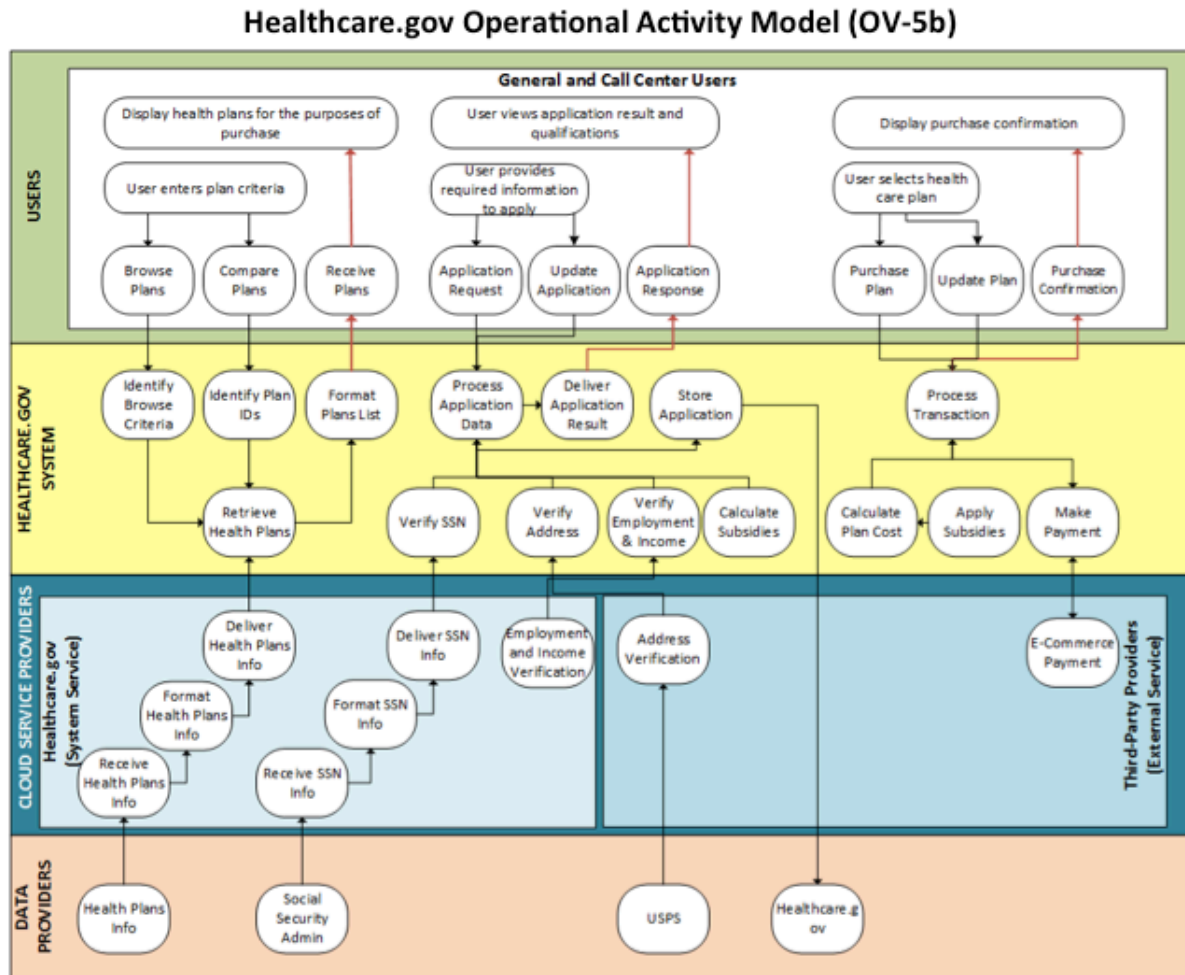 Healthcare.gov Operational Activity Model (OV-5b)
USERS
General and Call Center Users
Display health plans for the purposes of
purchase
User views application result and
qualifications
Display purchase confirmation
User enters plan criteria
User provides
required information
to apply
User selects health
care plan
Browse
Plans
Compare
Plans
Receive
Plans
Application
Request
Update
Application
Application
Response
Purchase
Plan
Update Plan
Purchase
Confirmation
HEALTHCARE.GOV
SYSTEM
Identify
Browse
Criteria
Identify Plan
IDs
Format
Plans List
Process
Application
Data
Deliver
Application
Result
Store
Application
Process
Transaction
Retrieve
Health Plans
Verify SSN
Verify
Address
Verify
Employment
& Income
Calculate
Subsidies
Calculate
Plan Cost
Apply
Subsidies
Make
Payment
CLOUD SERVICE PROVIDERS
Healthcare.gov
(System Service)
Deliver
Health Plans
Info
Deliver SSN
Info
Employment
and Income
Verification
Address
Verification
E-Commerce
Payment
Format
Health Plans
Info
Format SSN
Info
Receive
Health Plans
Info
Receive SSN
Info
Third-Party Providers
(External Service)
DATA
PROVIDERS
Health Plans
Info
Social
Security
Admin
USPS
Healthcare.g
ov